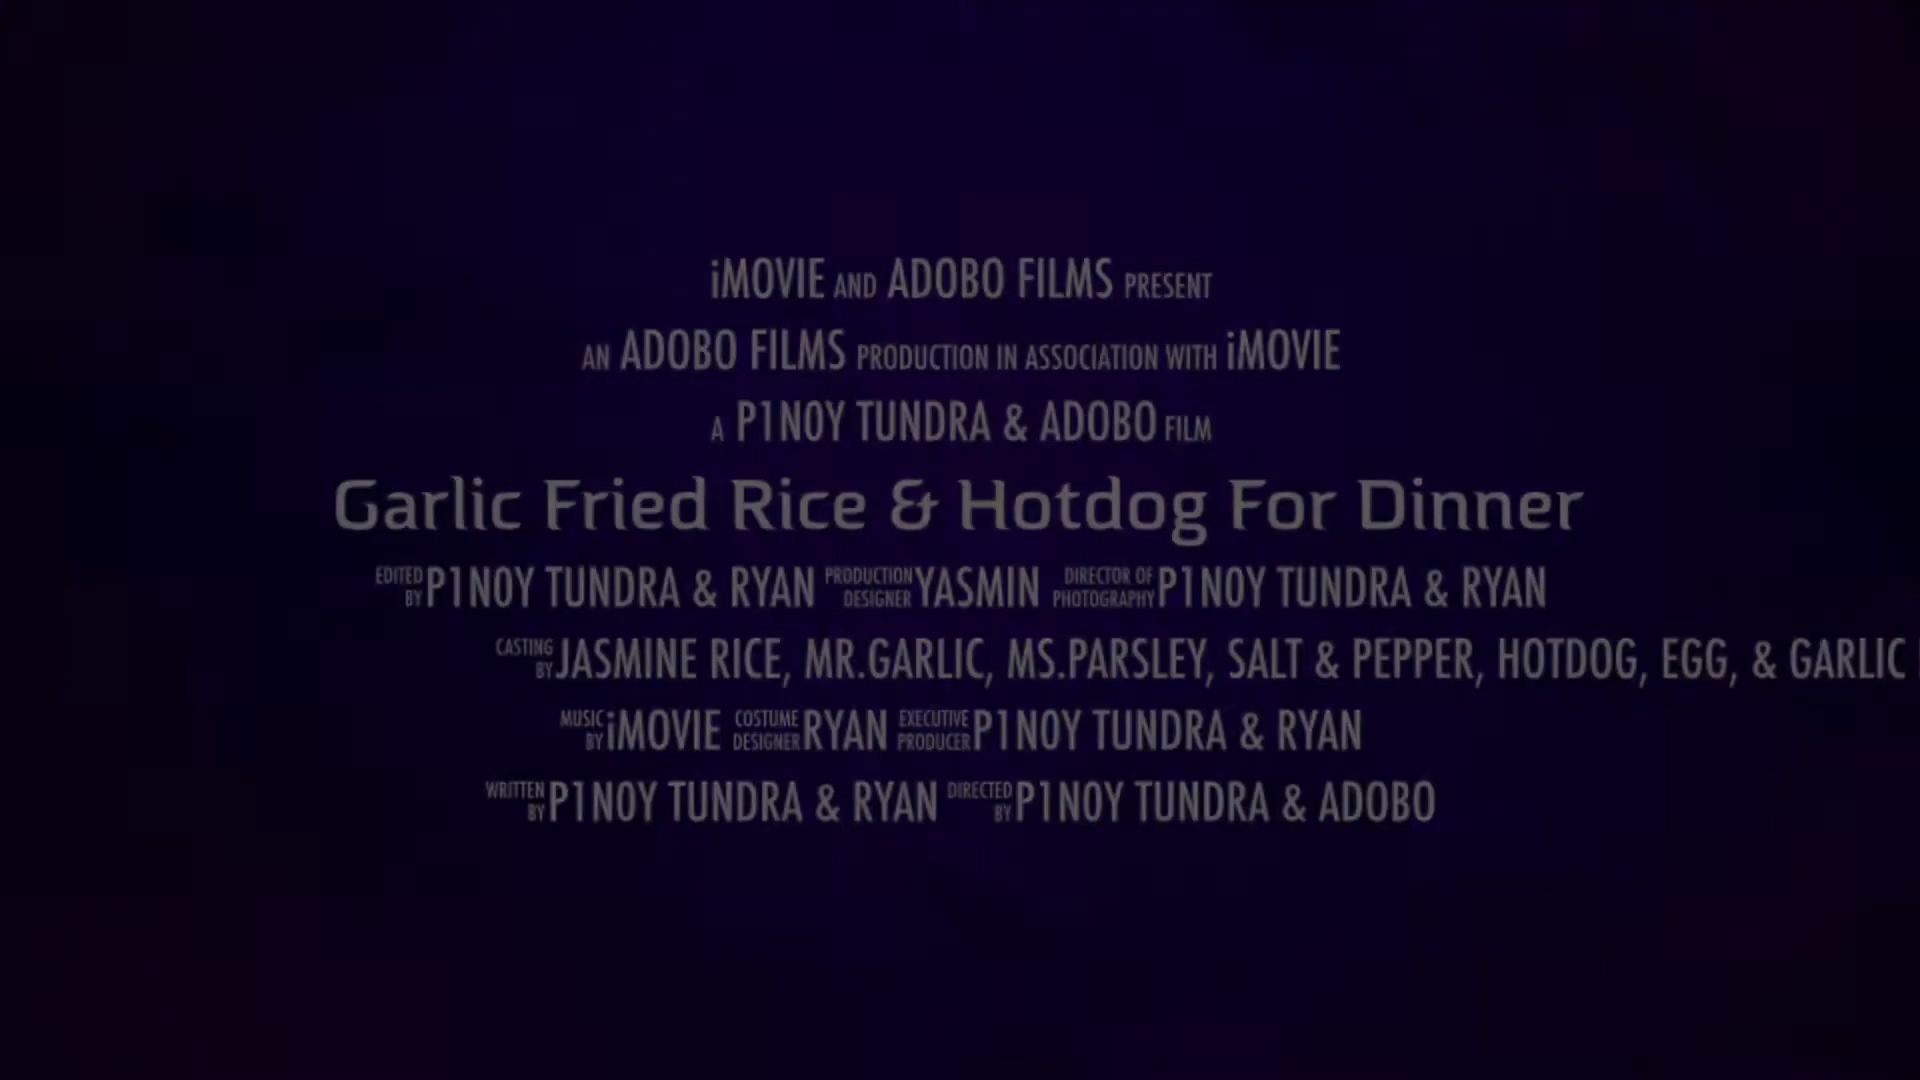 iMOVIE AND ADOBO FILMS PRESENT
AN ADOBO FILMS PRODUCTION IN ASSOCIATION WITH iMOVIE
A P1NOY TUNDRA & ADOBO FILM
Garlic Fried Rice & Hotdog For Dinner
EDITED BY P1NOY TUNDRA & RYAN PRODUCTION DESIGNER YASMIN DIRECTOR OF PHOTOGRAPHY P1NOY TUNDRA & RYAN
CASTING BY JASMINE RICE, MR.GARLIC, MS.PARSLEY, SALT & PEPPER, HOTDOG, EGG, & GARLIC
MUSIC BY iMOVIE COSTUME DESIGNER RYAN EXECUTIVE PRODUCER P1NOY TUNDRA & RYAN
WRITTEN BY P1NOY TUNDRA & RYAN DIRECTED BY P1NOY TUNDRA & ADOBO